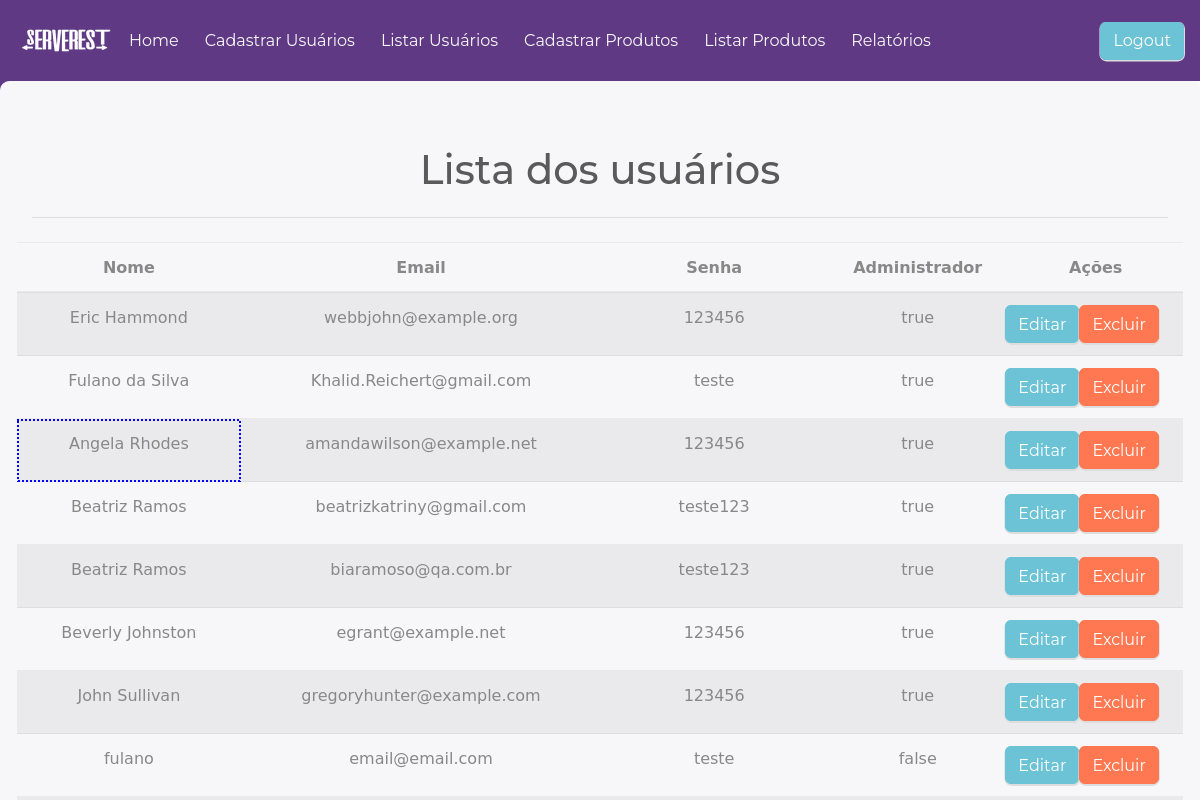 SERVEREST Home Cadastrar Usuários Listar Usuários Cadastrar Produtos Listar Produtos Relatórios Logout
Lista dos usuários
Nome Email Senha Administrador Ações
Eric Hammond webbjohn@example.org 123456 true Editar Excluir
Fulano da Silva Khalid.Reichert@gmail.com teste true Editar Excluir
Angela Rhodes amandawilson@example.net 123456 true Editar Excluir
Beatriz Ramos beatrizkatriny@gmail.com teste123 true Editar Excluir
Beatriz Ramos biaramoso@qa.com.br teste123 true Editar Excluir
Beverly Johnston egrant@example.net 123456 true Editar Excluir
John Sullivan gregoryhunter@example.com 123456 true Editar Excluir
fulano email@email.com teste false Editar Excluir